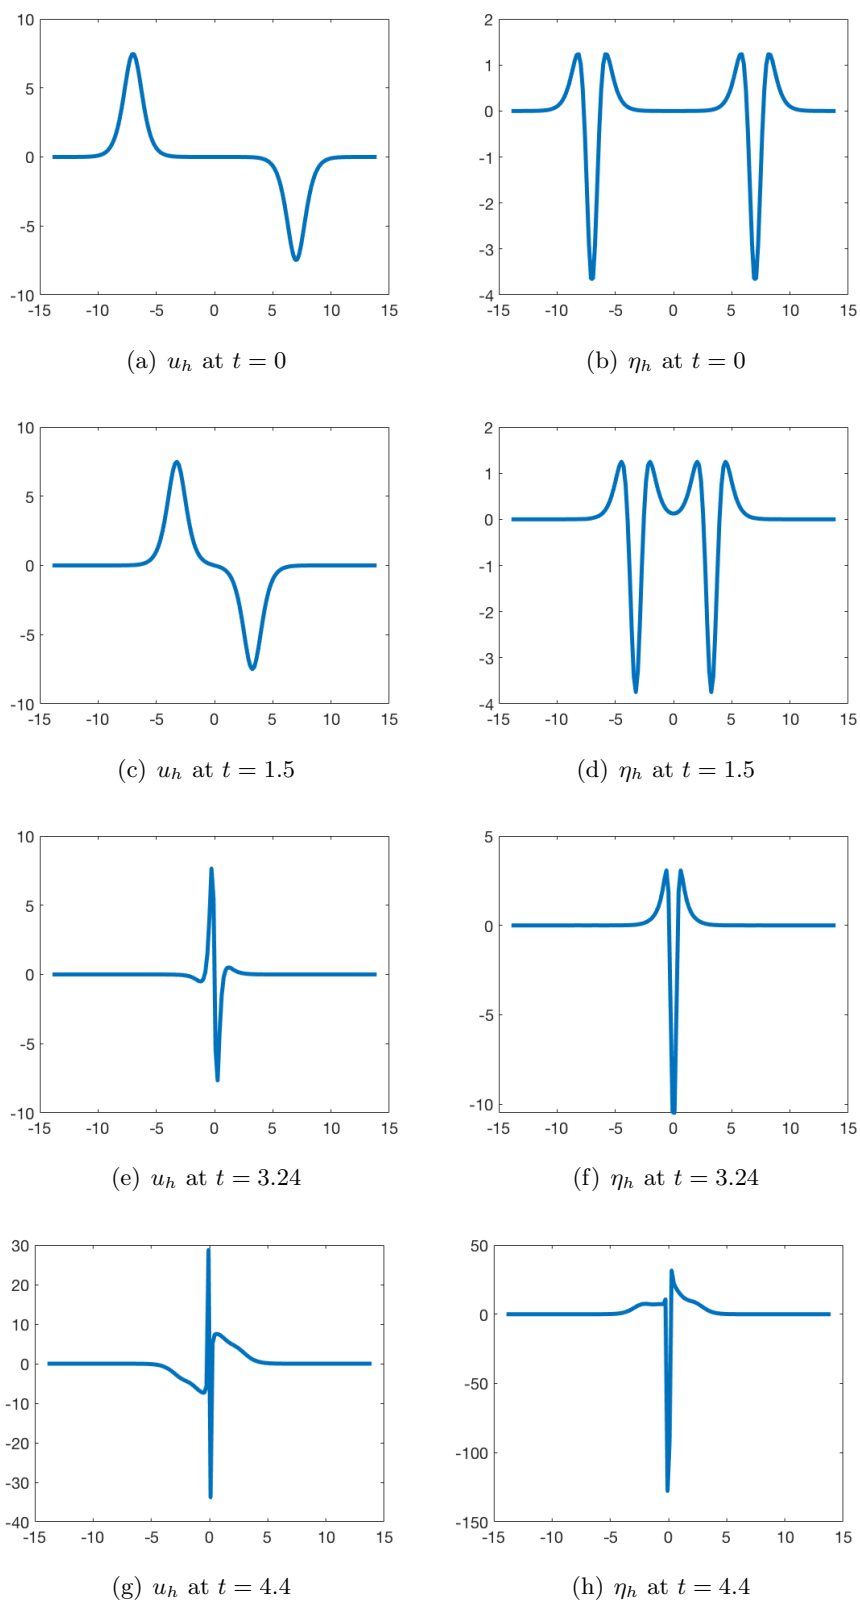 10
5
0
-5
-10
-15 -10 -5 0 5 10 15
(a) u_h at t = 0
2
1
0
-1
-2
-3
-4
-15 -10 -5 0 5 10 15
(b) η_h at t = 0
10
5
0
-5
-10
-15 -10 -5 0 5 10 15
(c) u_h at t = 1.5
2
1
0
-1
-2
-3
-4
-15 -10 -5 0 5 10 15
(d) η_h at t = 1.5
10
5
0
-5
-10
-15 -10 -5 0 5 10 15
(e) u_h at t = 3.24
5
0
-5
-10
-15 -10 -5 0 5 10 15
(f) η_h at t = 3.24
30
20
10
0
-10
-20
-30
-40
-15 -10 -5 0 5 10 15
(g) u_h at t = 4.4
50
0
-50
-100
-150
-15 -10 -5 0 5 10 15
(h) η_h at t = 4.4